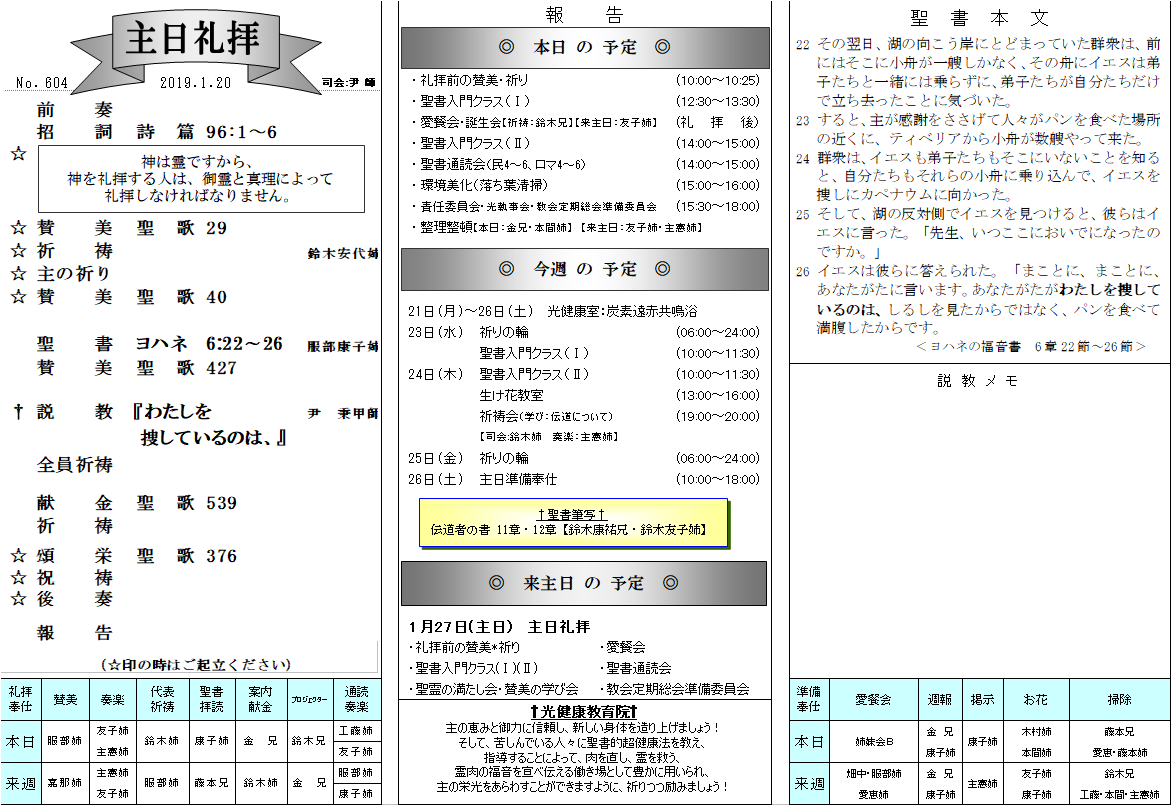 主日礼拝
No. 604
2019.1.20
司会:尹 師
前　奏
招　詞　詩　篇　96:1～6
☆
神は霊ですから、
神を礼拝する人は、御霊と真理によって
礼拝しなければなりません。
☆ 賛　美　聖　歌　29
☆ 祈　祷　鈴木安代姉
☆ 主の祈り
☆ 賛　美　聖　歌　40
聖　書　ヨハネ　6:22～26　服部康子姉
賛　美　聖　歌　427
† 説　教　『わたしを　尹　秉甲師
捜しているのは、』
全員祈祷
献　金　聖　歌　539
祈　祷
☆ 頌　栄　聖　歌　376
☆ 祝　祷
☆ 後　奏
報　告
(☆印の時はご起立ください)
礼拝奉仕　賛美　奏楽　代表祈祷　聖書拝読　案内献金　プロジェクター　通読奏楽
本日　服部姉　友子姉 主憲姉　鈴木姉　康子姉　金　兄　鈴木兄　工藤姉 友子姉
来週　嘉那姉　主憲姉 友子姉　服部姉　藤本兄　鈴木姉　金　兄　服部姉 康子姉
報　告
◎　本日 の 予定　◎
・礼拝前の賛美・祈り　(10:00～10:25)
・聖書入門クラス(Ⅰ)　(12:30～13:30)
・愛餐会・誕生会【祈祷：鈴木兄】【来主日：友子姉】　(礼　拝　後)
・聖書入門クラス(Ⅱ)　(14:00～15:00)
・聖書通読会(民4～6、ロマ4～6)　(14:00～15:00)
・環境美化(落ち葉清掃)　(15:00～16:00)
・責任委員会・光執事会・教会定期総会準備委員会　(15:30～18:00)
・整理整頓【本日：金兄・本間姉】【来主日：友子姉・主憲姉】
◎　今週 の 予定　◎
21日(月)～26日(土)　光健康室：炭素遠赤共鳴浴
23日(水)　祈りの輪　(06:00～24:00)
聖書入門クラス(Ⅰ)　(10:00～11:30)
24日(木)　聖書入門クラス(Ⅱ)　(10:00～11:30)
生け花教室　(13:00～16:00)
祈祷会(学び：伝道について)　(19:00～20:00)
【司会:鈴木姉　奏楽：主憲姉】
25日(金)　祈りの輪　(06:00～24:00)
26日(土)　主日準備奉仕　(10:00～18:00)
†聖書筆写†
伝道者の書 11章・12章【鈴木康祐兄・鈴木友子姉】
◎　来主日 の 予定　◎
1月27日(主日)　主日礼拝
・礼拝前の賛美*祈り　・愛餐会
・聖書入門クラス(Ⅰ)(Ⅱ)　・聖書通読会
・聖霊の満たし会・賛美の学び会　・教会定期総会準備委員会
†光健康教育院†
主の恵みと御力に信頼し、新しい身体を造り上げましょう！
そして、苦しんでいる人々に聖書的超健康法を教え、
指導することによって、肉を直し、霊を救う、
霊肉の福音を宣べ伝える働き場として豊かに用いられ、
主の栄光をあらわすことができますように、祈りつつ励みましょう！
聖 書 本 文
22 その翌日、湖の向こう岸にとどまっていた群衆は、前
にはそこに小舟が一艘しかなく、その舟にイエスは弟
子たちと一緒には乗らずに、弟子たちが自分たちだけ
で立ち去ったことに気づいた。
23 すると、主が感謝をささげて人々がパンを食べた場所
の近くに、ティベリアから小舟が数艘やって来た。
24 群衆は、イエスも弟子たちもそこにいないことを知る
と、自分たちもそれらの小舟に乗り込んで、イエスを
捜しにカペナウムに向かった。
25 そして、湖の反対側でイエスを見つけると、彼らはイ
エスに言った。「先生、いつここにおいでになったの
ですか。」
26 イエスは彼らに答えられた。「まことに、まことに、
あなたがたに言います。あなたがたがわたしを捜して
いるのは、しるしを見たからではなく、パンを食べて
満腹したからです。
＜ヨハネの福音書　6章22節～26節＞
説 教 メ モ
準備奉仕　愛餐会　週報　掲示　お花　掃除
本日　姉妹会B　金　兄 康子姉　康子姉　木村姉 本間姉　藤本兄 愛恵・藤本姉
来週　畑中・服部姉 愛恵姉　金　兄 康子姉　主憲姉　友子姉 康子姉　鈴木兄 工藤・本間・主憲姉